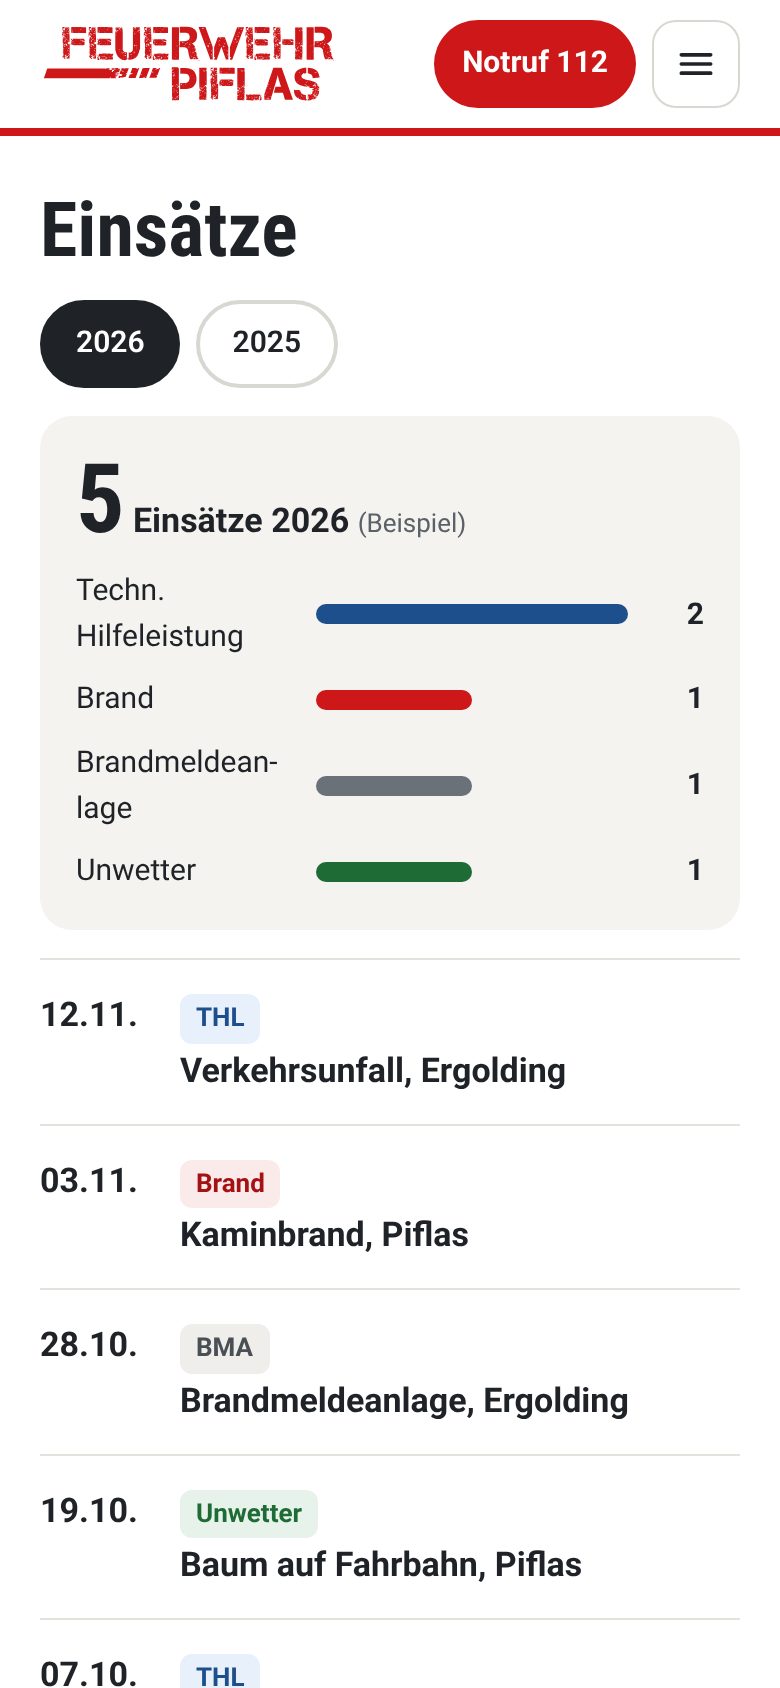 FEUERWEHR
PIFLAS
Notruf 112
Einsätze
2026 2025
5 Einsätze 2026 (Beispiel)
Techn.
Hilfeleistung
2
Brand 1
Brandmeldean-
lage
1
Unwetter 1
12.11. THL
Verkehrsunfall, Ergolding
03.11. Brand
Kaminbrand, Piflas
28.10. BMA
Brandmeldeanlage, Ergolding
19.10. Unwetter
Baum auf Fahrbahn, Piflas
07.10. THL